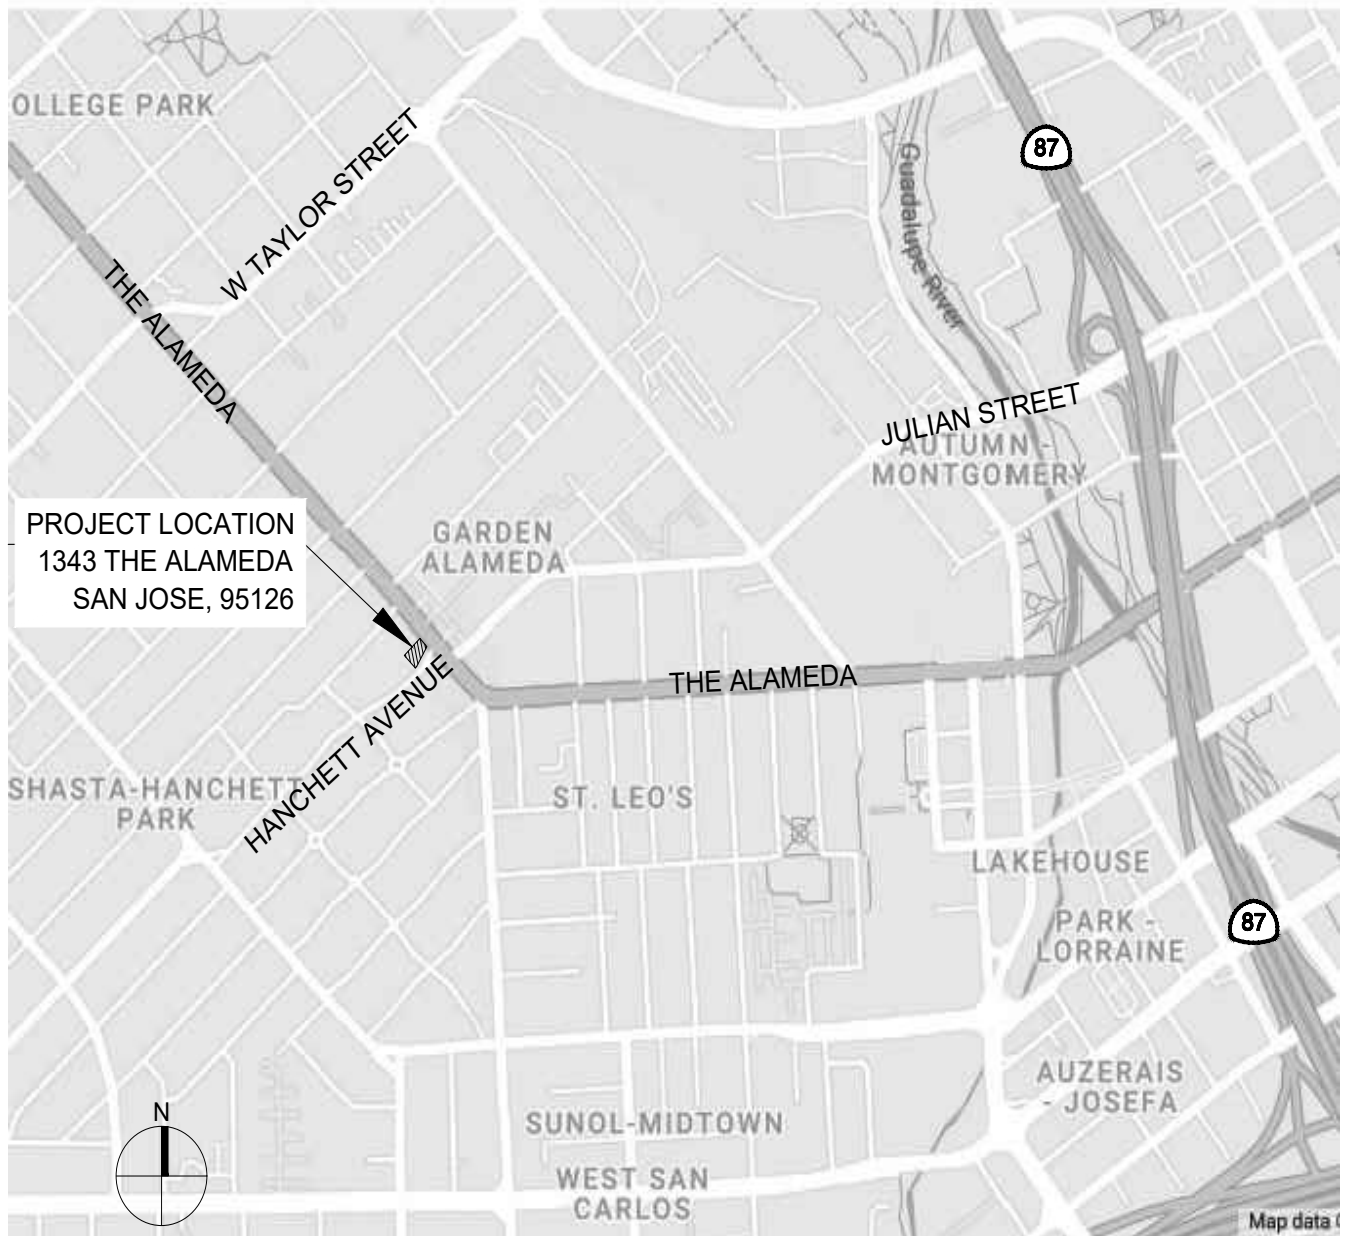 OLLEGE PARK
W TAYLOR STREET
87
Guadalupe River
THE ALAMEDA
JULIAN STREET
AUTUMN -
MONTGOMERY
PROJECT LOCATION
1343 THE ALAMEDA
SAN JOSE, 95126
GARDEN
ALAMEDA
THE ALAMEDA
HANCHETT AVENUE
SHASTA-HANCHETT
PARK
ST. LEO'S
LAKEHOUSE
PARK -
LORRAINE
87
AUZERAIS
- JOSEFA
N
SUNOL-MIDTOWN
WEST SAN
CARLOS
Map data